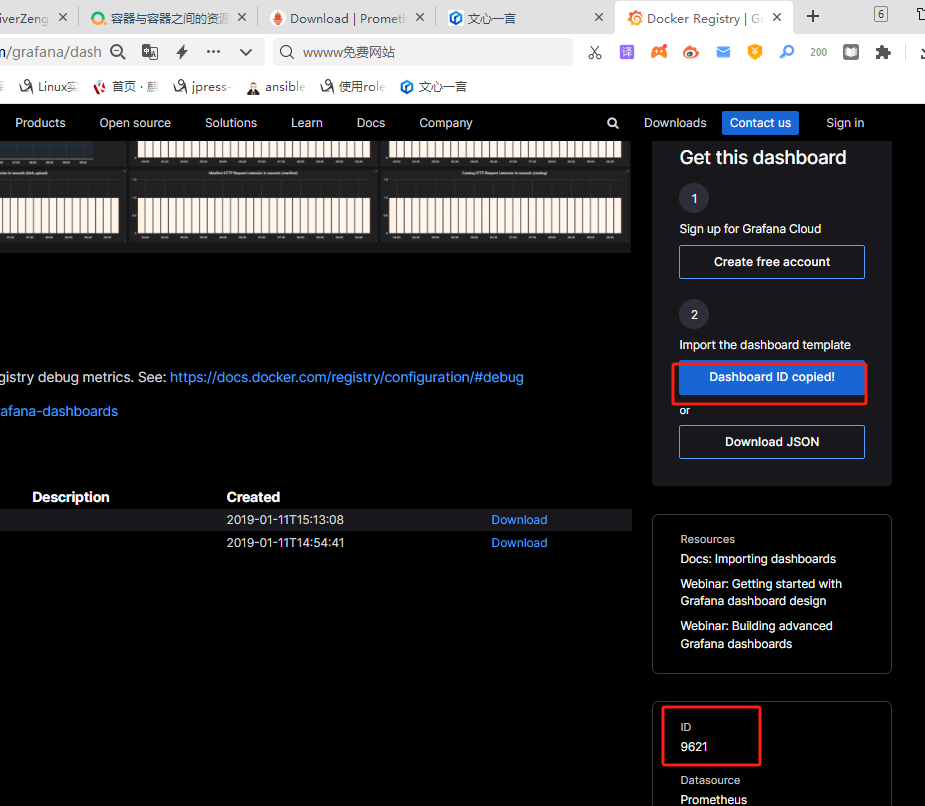 iverZeng
容器与容器之间的资源
Download | Prometh
文心一言
Docker Registry | Gr
6
m/grafana/dash
wwww免费网站
译
200
Linux实
首页 · 麒
jpress-
ansible
使用role
文心一言
Products
Open source
Solutions
Learn
Docs
Company
Downloads
Contact us
Sign in
Get this dashboard
1
Sign up for Grafana Cloud
Create free account
2
Import the dashboard template
Dashboard ID copied!
or
Download JSON
gistry debug metrics. See: https://docs.docker.com/registry/configuration/#debug
afana-dashboards
Description Created
2019-01-11T15:13:08 Download
2019-01-11T14:54:41 Download
Resources
Docs: Importing dashboards
Webinar: Getting started with
Grafana dashboard design
Webinar: Building advanced
Grafana dashboards
ID
9621
Datasource
Prometheus